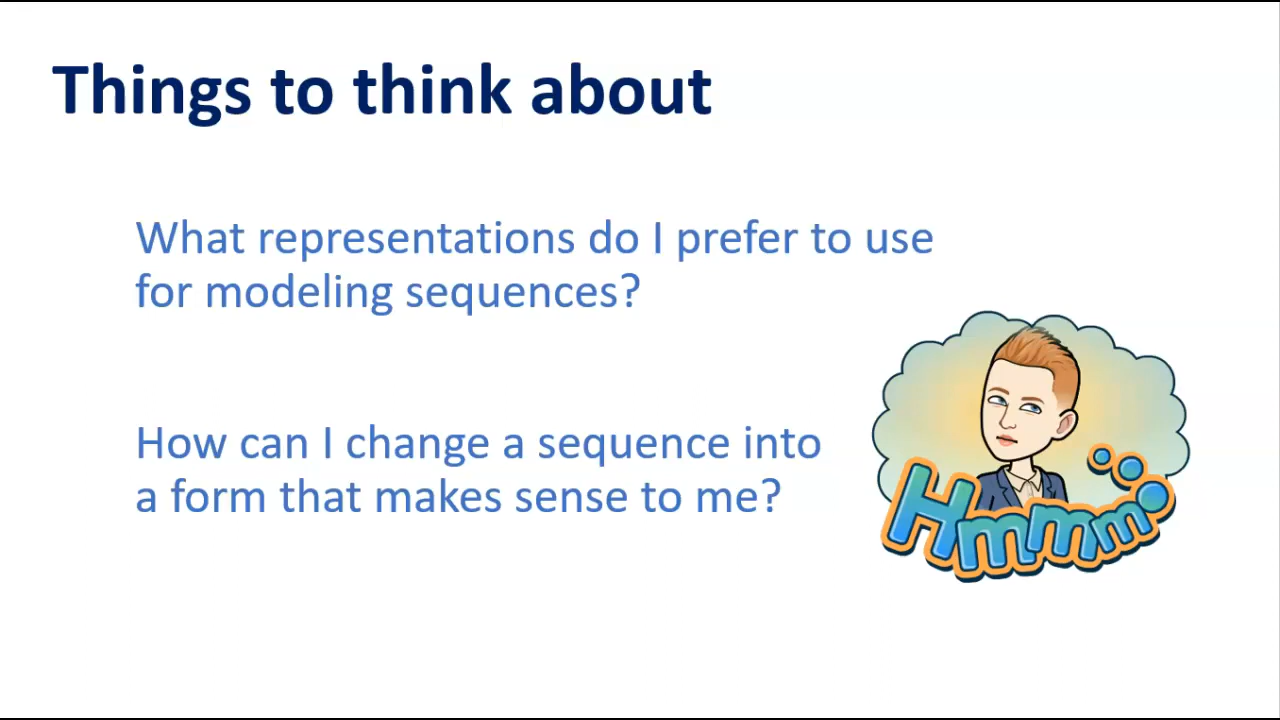 Things to think about
What representations do I prefer to use
for modeling sequences?
How can I change a sequence into
a form that makes sense to me?
Hmmmm